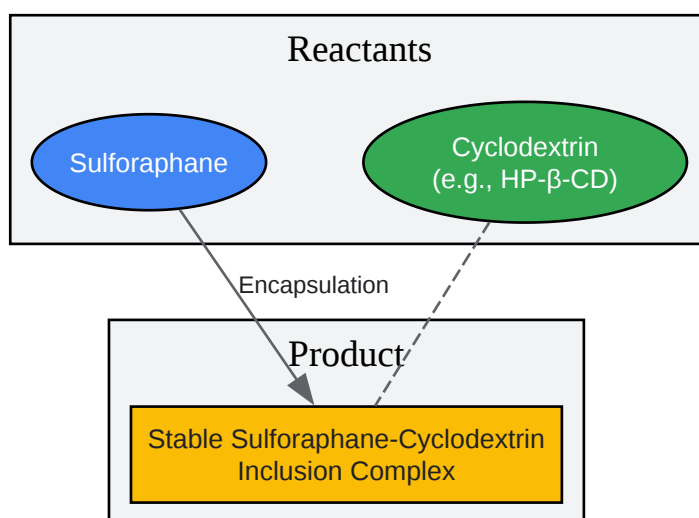 Reactants
Sulforaphane
Cyclodextrin
(e.g., HP-β-CD)
Encapsulation
Product
Stable Sulforaphane-Cyclodextrin
Inclusion Complex